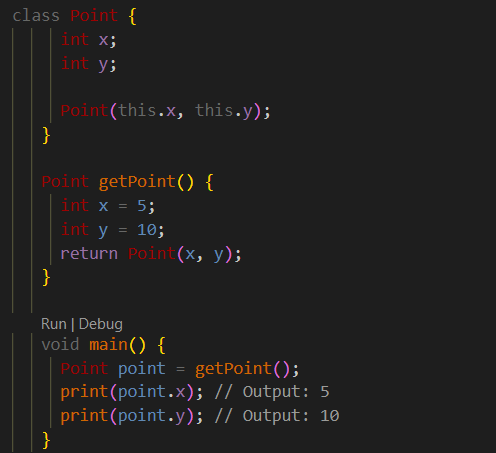 class Point {
int x;
int y;
Point(this.x, this.y);
}
Point getPoint() {
int x = 5;
int y = 10;
return Point(x, y);
}
Run | Debug
void main() {
Point point = getPoint();
print(point.x); // Output: 5
print(point.y); // Output: 10
}